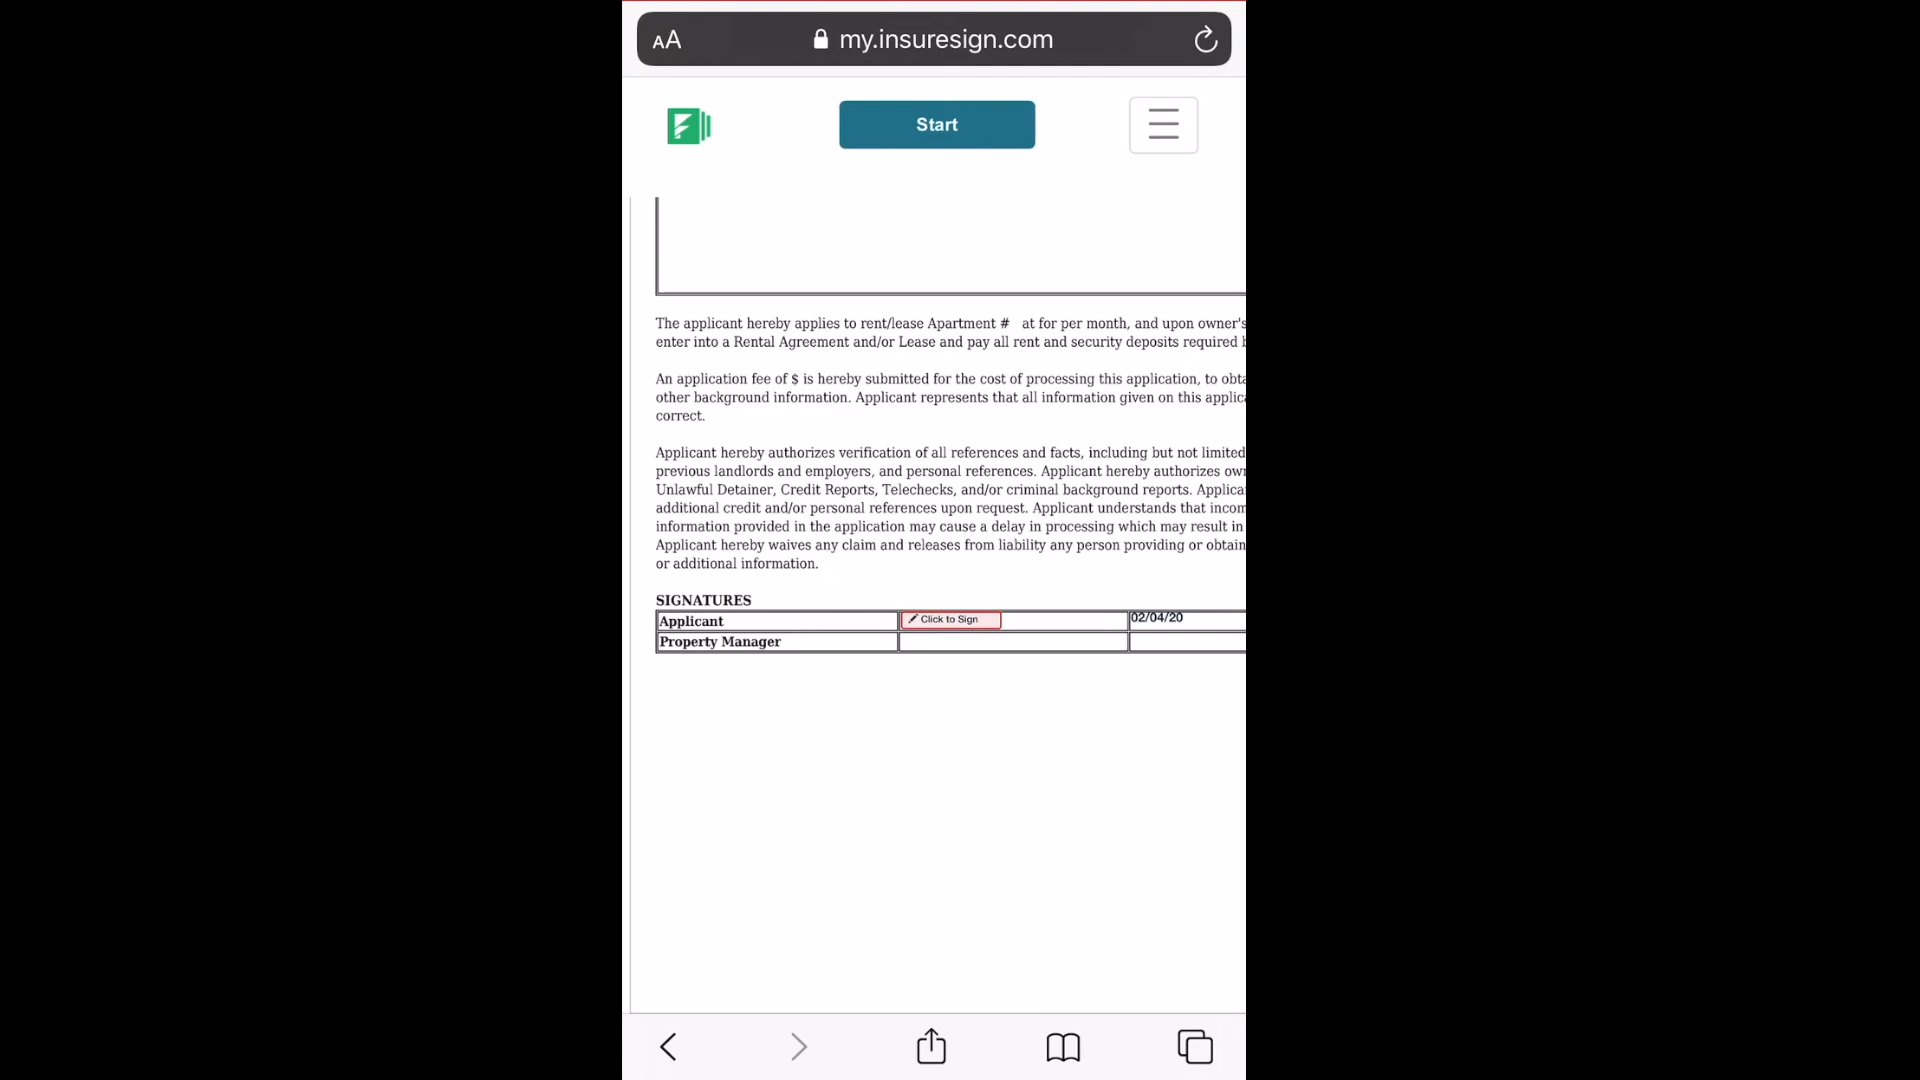 AA my.insuresign.com
Start
The applicant hereby applies to rent/lease Apartment # at for per month, and upon owner's
enter into a Rental Agreement and/or Lease and pay all rent and security deposits required
An application fee of $ is hereby submitted for the cost of processing this application, to
other background information. Applicant represents that all information given on this
correct.
Applicant hereby authorizes verification of all references and facts, including but not limited
previous landlords and employers, and personal references. Applicant hereby authorizes
Unlawful Detainer, Credit Reports, Telechecks, and/or criminal background reports.
additional credit and/or personal references upon request. Applicant understands that
information provided in the application may cause a delay in processing which may result in
Applicant hereby waives any claim and releases from liability any person providing or
or additional information.
SIGNATURES
Applicant Click to Sign 02/04/20
Property Manager